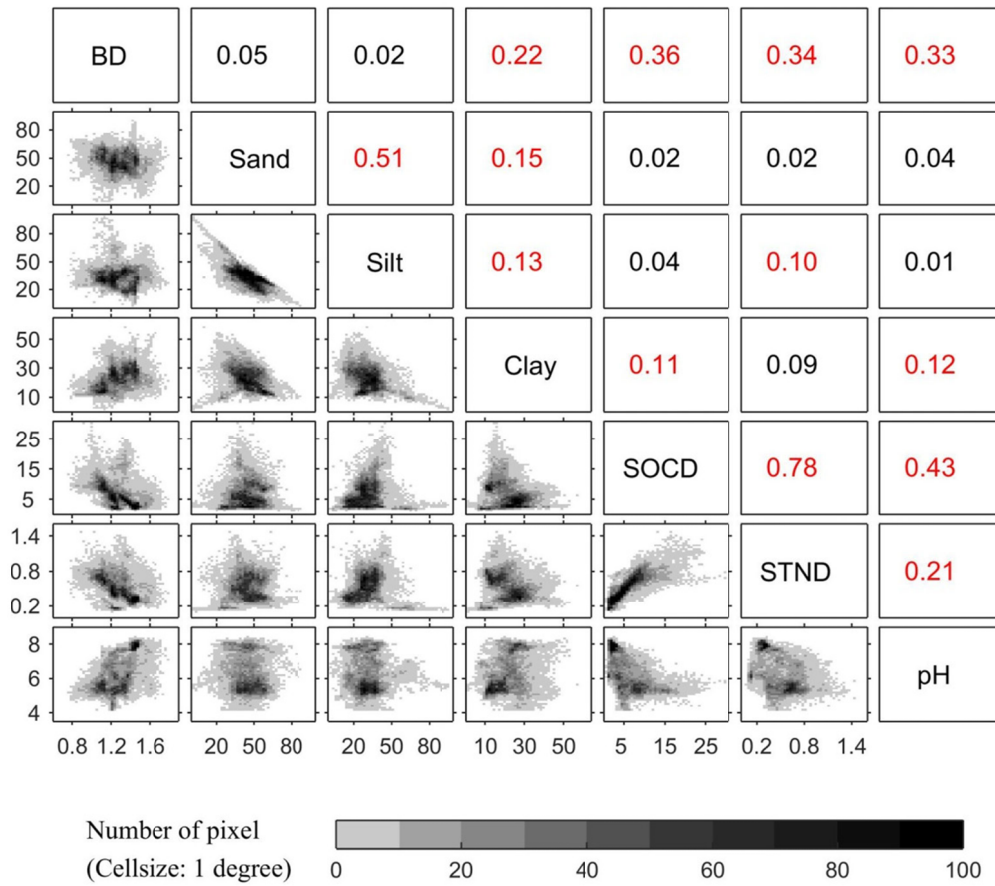 BD 0.05 0.02 0.22 0.36 0.34 0.33
80
50
20
Sand 0.51 0.15 0.02 0.02 0.04
80
50
20
Silt 0.13 0.04 0.10 0.01
50
30
10
Clay 0.11 0.09 0.12
25
15
5
SOCD 0.78 0.43
1.4
0.8
0.2
STND 0.21
8
6
4
pH
0.8 1.2 1.6 20 50 80 20 50 80 10 30 50 5 15 25 0.2 0.8 1.4
Number of pixel
(Cellsize: 1 degree)
0 20 40 60 80 100